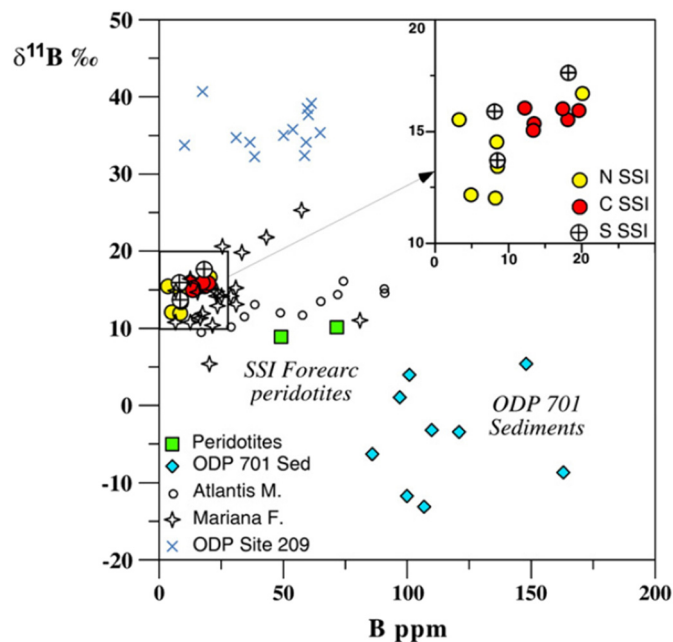 δ11B ‰
50
40
30
20
10
0
-10
-20
0
50
100
150
200
B ppm
20
15
10
0
10
20
N SSI
C SSI
S SSI
SSI Forearc
peridotites
ODP 701
Sediments
Peridotites
ODP 701 Sed
Atlantis M.
Mariana F.
ODP Site 209